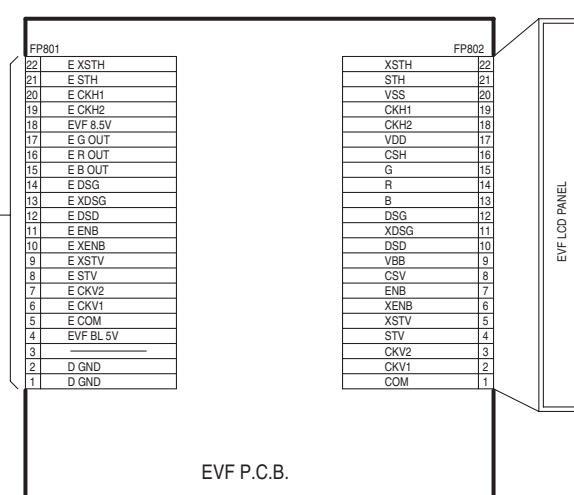 FP801
22 E XSTH
21 E STH
20 E CKH1
19 E CKH2
18 EVF 8.5V
17 E G OUT
16 E R OUT
15 E B OUT
14 E DSG
13 E XDSG
12 E DSD
11 E ENB
10 E XENB
9 E XSTV
8 E STV
7 E CKV2
6 E CKV1
5 E COM
4 EVF BL 5V
3
2 D GND
1 D GND
FP802
XSTH 22
STH 21
VSS 20
CKH1 19
CKH2 18
VDD 17
CSH 16
G 15
R 14
B 13
DSG 12
XDSG 11
DSD 10
VBB 9
CSV 8
ENB 7
XENB 6
XSTV 5
STV 4
CKV2 3
CKV1 2
COM 1
EVF LCD PANEL
EVF P.C.B.